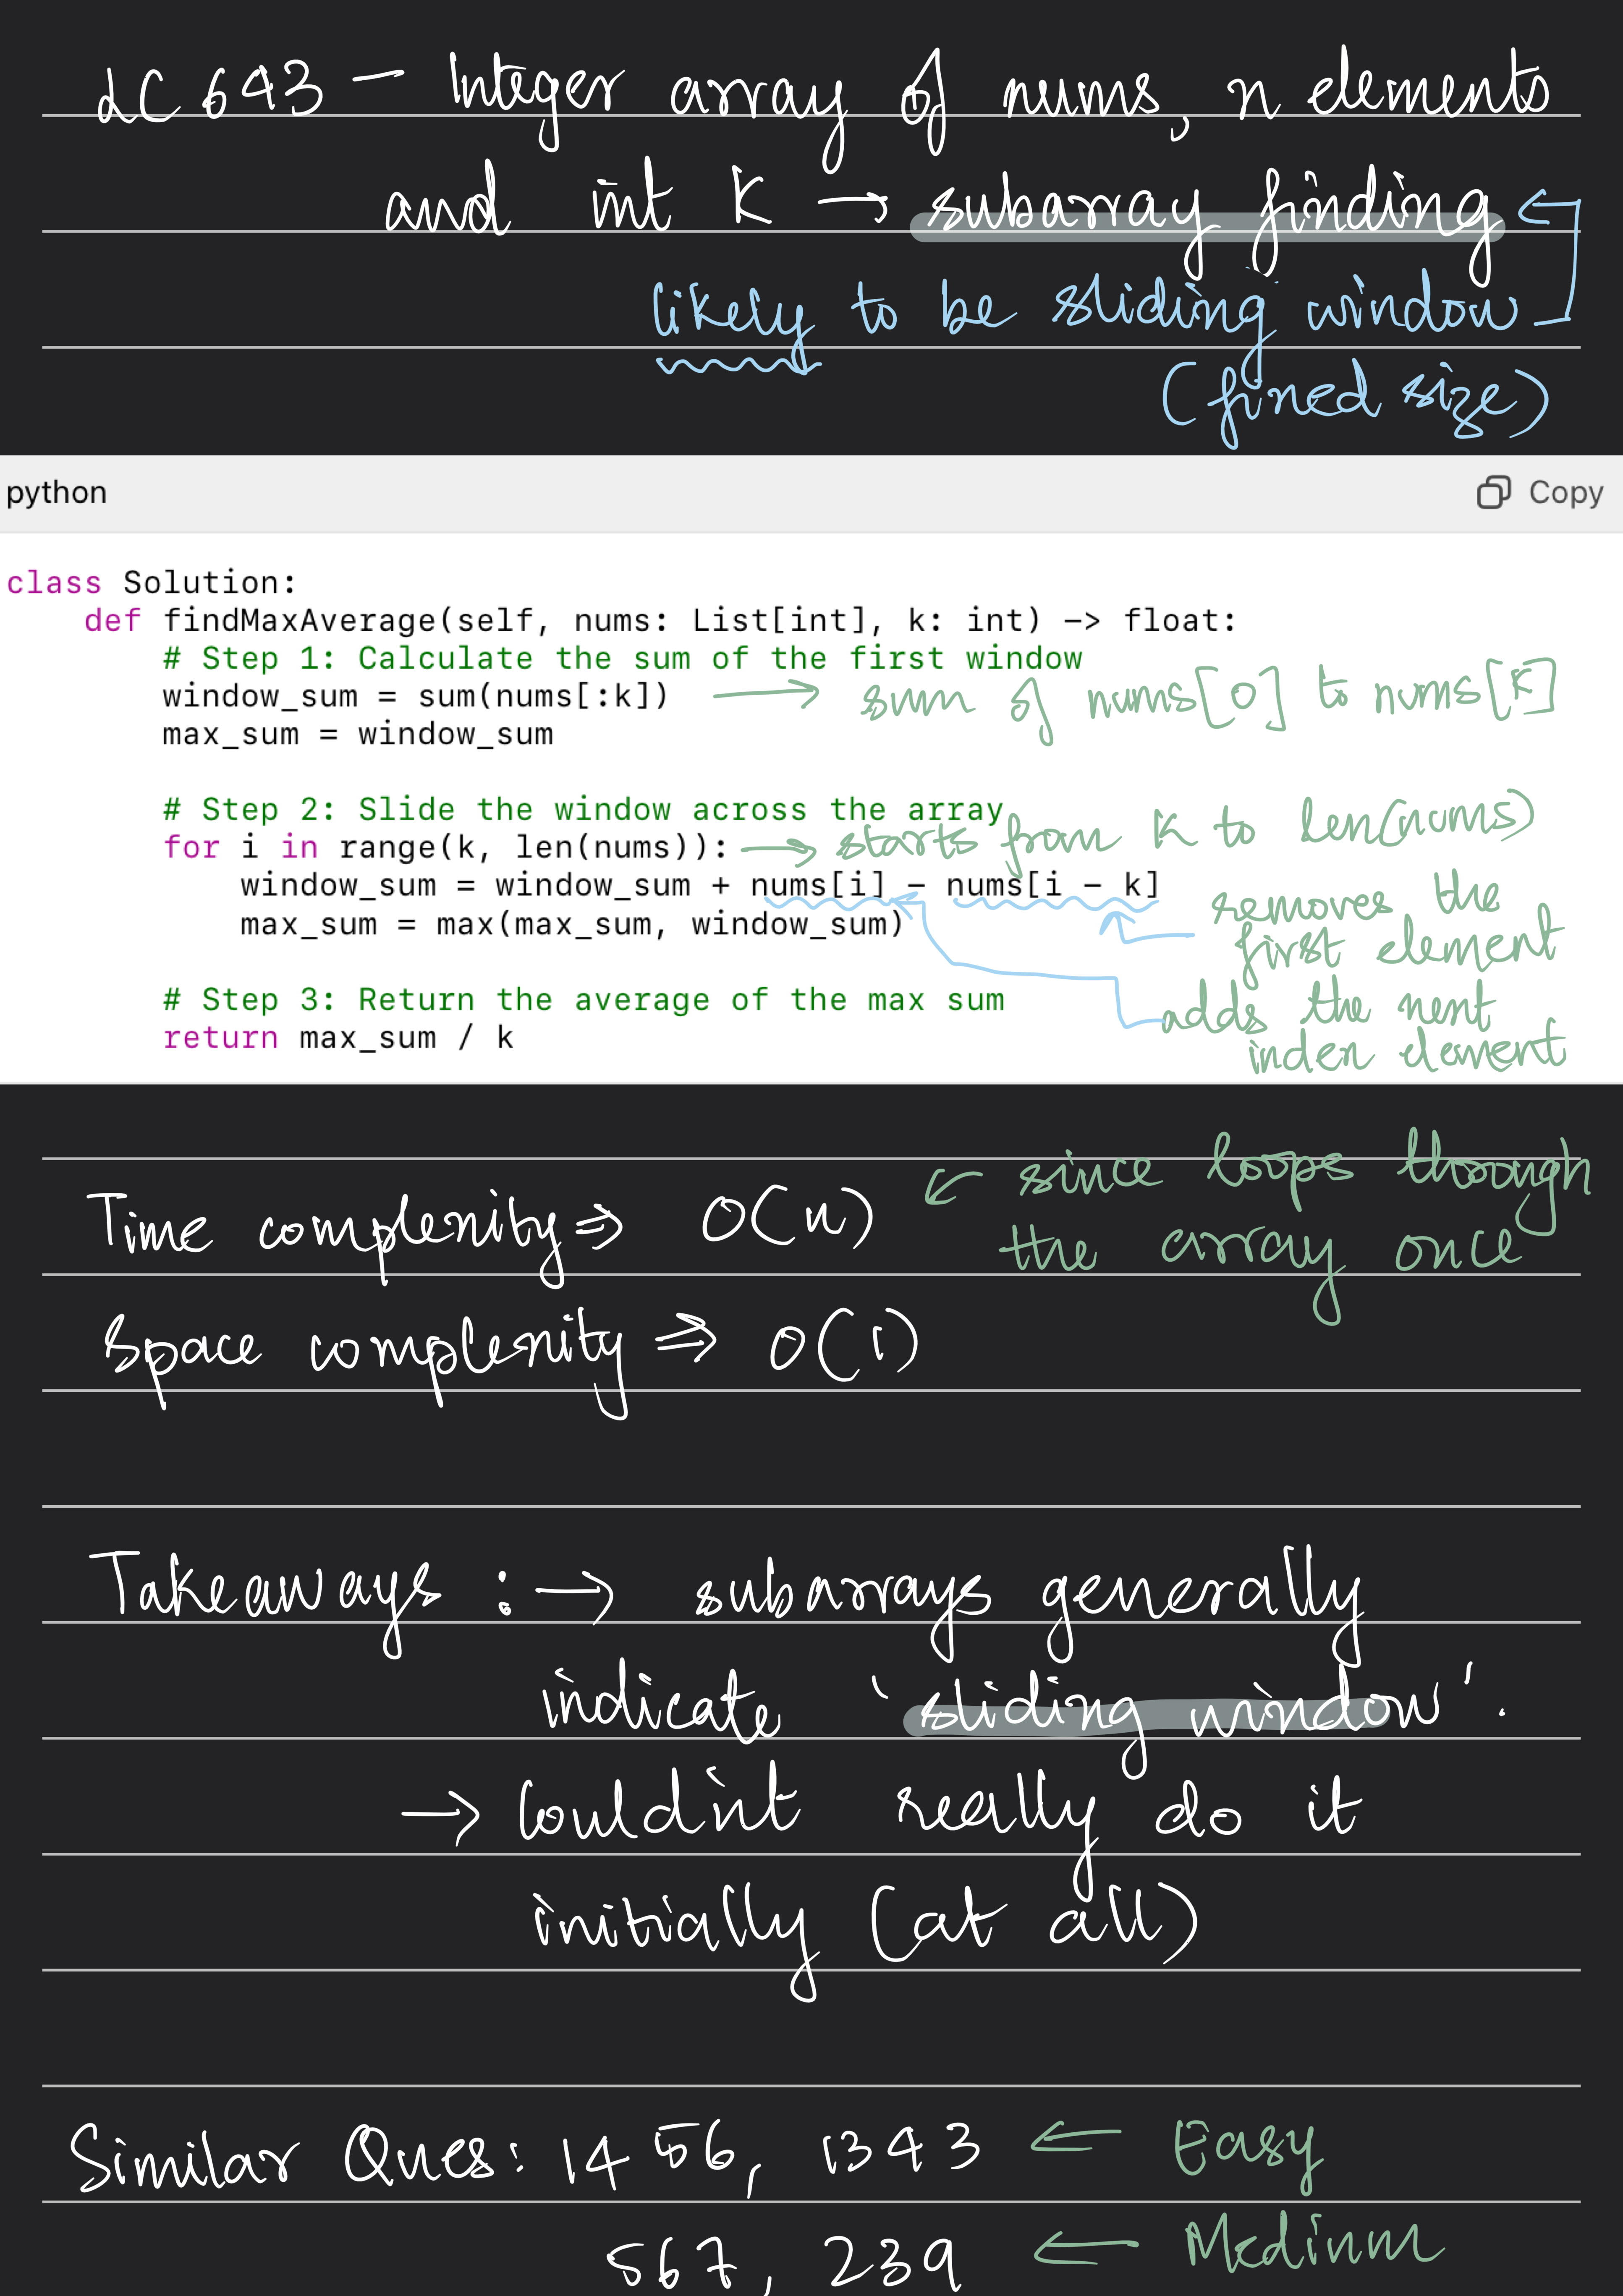 LC 643 – Integer array of nums, n elements
and int K → subarray finding
likely to be sliding window
(fixed size)
python
Copy
class Solution:
def findMaxAverage(self, nums: List[int], k: int) -> float:
# Step 1: Calculate the sum of the first window
window_sum = sum(nums[:k]) → sum of nums[0] to nums[K]
max_sum = window_sum
# Step 2: Slide the window across the array
for i in range(k, len(nums)): → starts from K to len(nums)
window_sum = window_sum + nums[i] - nums[i - k]
removes the
first element
max_sum = max(max_sum, window_sum)
adds the next
index element
# Step 3: Return the average of the max sum
return max_sum / k
Time complexity ⇒ O(n) ← since loops though
the array once
Space complexity ⇒ O(1)
Takeaways :→ subarrays generally
indicate 'sliding window'.
→ Couldn't really do it
initially (at all)
Similar Ques: 1456, 1343 ← Easy
567, 239 ← Medium